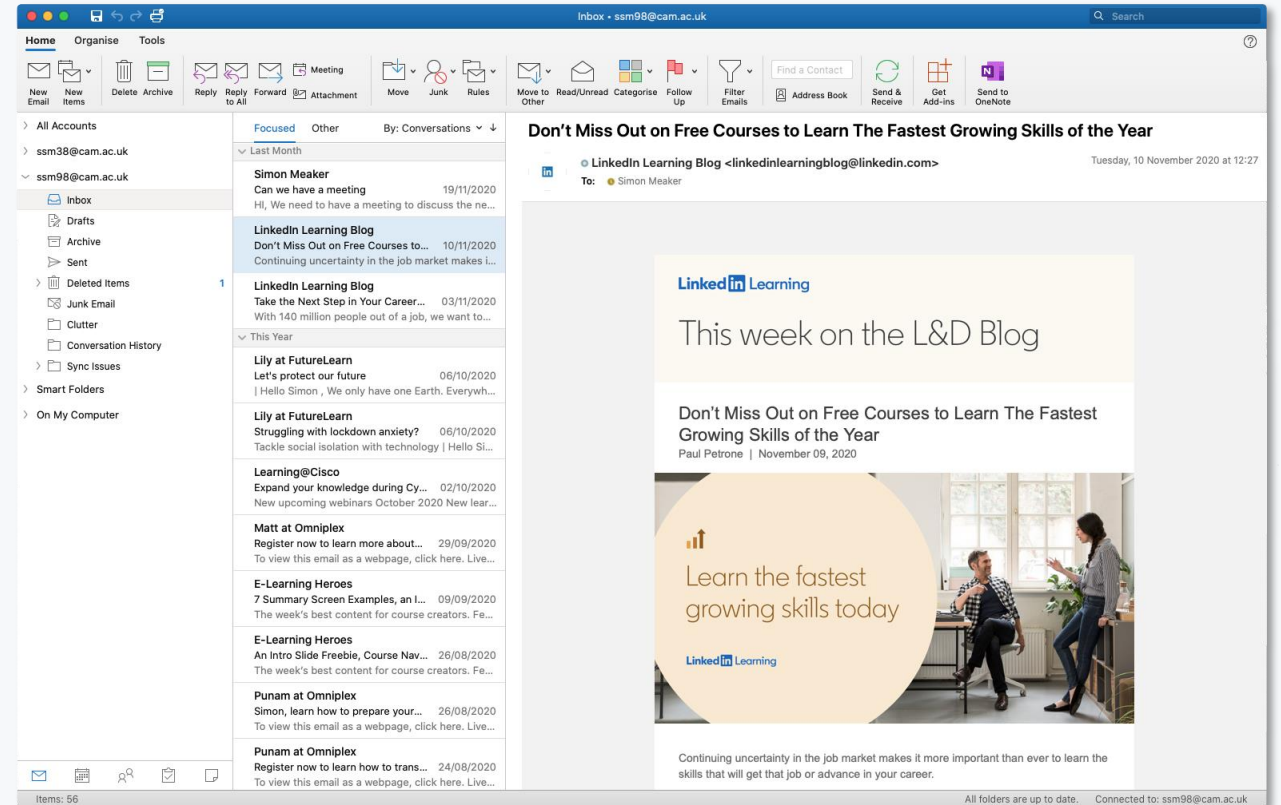 Inbox • ssm98@cam.ac.uk
Search
Home Organise Tools
New Email
New Items
Delete
Archive
Reply
Reply to All
Forward
Meeting
Attachment
Move
Junk
Rules
Move to Other
Read/Unread
Categorise
Follow Up
Filter Emails
Find a Contact
Address Book
Send & Receive
Get Add-ins
Send to OneNote
All Accounts
ssm38@cam.ac.uk
ssm98@cam.ac.uk
Inbox
Drafts
Archive
Sent
Deleted Items 1
Junk Email
Clutter
Conversation History
Sync Issues
Smart Folders
On My Computer
Items: 56
Focused Other By: Conversations
Last Month
Simon Meaker
Can we have a meeting 19/11/2020
HI, We need to have a meeting to discuss the ne...
LinkedIn Learning Blog
Don't Miss Out on Free Courses to... 10/11/2020
Continuing uncertainty in the job market makes i...
LinkedIn Learning Blog
Take the Next Step in Your Career... 03/11/2020
With 140 million people out of a job, we want to...
This Year
Lily at FutureLearn
Let's protect our future 06/10/2020
| Hello Simon , We only have one Earth. Everywh...
Lily at FutureLearn
Struggling with lockdown anxiety? 06/10/2020
Tackle social isolation with technology | Hello Si...
Learning@Cisco
Expand your knowledge during Cy... 02/10/2020
New upcoming webinars October 2020 New lear...
Matt at Omniplex
Register now to learn more about... 29/09/2020
To view this email as a webpage, click here. Live...
E-Learning Heroes
7 Summary Screen Examples, an I... 09/09/2020
The week's best content for course creators. Fe...
E-Learning Heroes
An Intro Slide Freebie, Course Nav... 26/08/2020
The week's best content for course creators. Fe...
Punam at Omniplex
Simon, learn how to prepare your... 26/08/2020
To view this email as a webpage, click here. Live...
Punam at Omniplex
Register now to learn how to trans... 24/08/2020
To view this email as a webpage, click here. Live...
Don't Miss Out on Free Courses to Learn The Fastest Growing Skills of the Year
in
LinkedIn Learning Blog <linkedinlearningblog@linkedin.com>
Tuesday, 10 November 2020 at 12:27
To: Simon Meaker
Linked in Learning
This week on the L&D Blog
Don't Miss Out on Free Courses to Learn The Fastest
Growing Skills of the Year
Paul Petrone | November 09, 2020
Learn the fastest
growing skills today
Linked in Learning
Continuing uncertainty in the job market makes it more important than ever to learn the
skills that will get that job or advance in your career.
All folders are up to date. Connected to: ssm98@cam.ac.uk